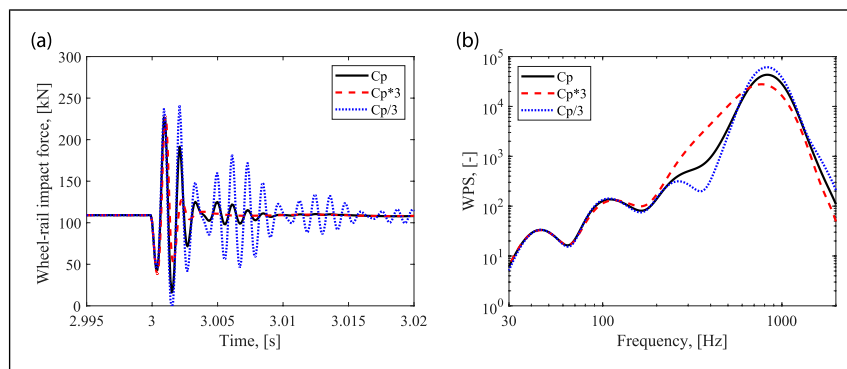 (a)
300
250
200
150
100
50
0
Wheel-rail impact force, [kN]
Cp
Cp*3
Cp/3
2.995
3
3.005
3.01
3.015
3.02
Time, [s]
(b)
10^5
10^4
10^3
10^2
10^1
10^0
WPS, [-]
Cp
Cp*3
Cp/3
30
100
1000
Frequency, [Hz]